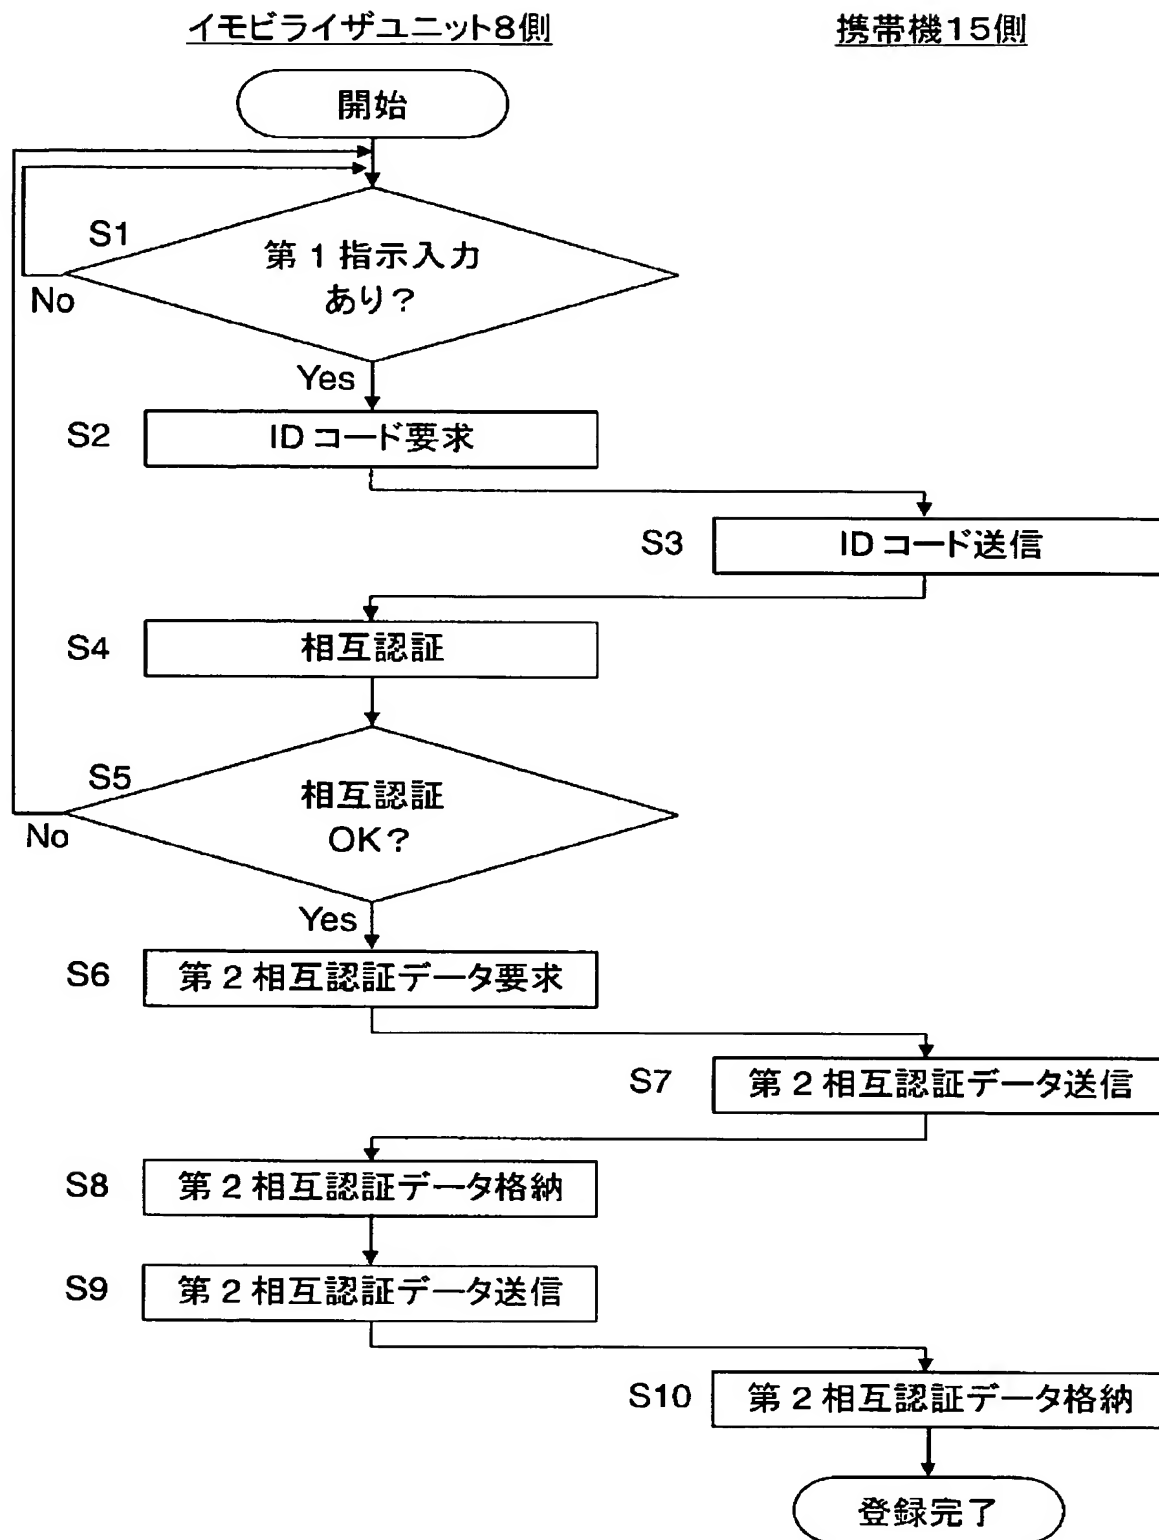 イモビライザユニット8側
携帯機15側
開始
S1
第1指示入力
あり?
No
Yes
S2
IDコード要求
S3
IDコード送信
S4
相互認証
S5
相互認証
OK?
No
Yes
S6
第2相互認証データ要求
S7
第2相互認証データ送信
S8
第2相互認証データ格納
S9
第2相互認証データ送信
S10
第2相互認証データ格納
登録完了